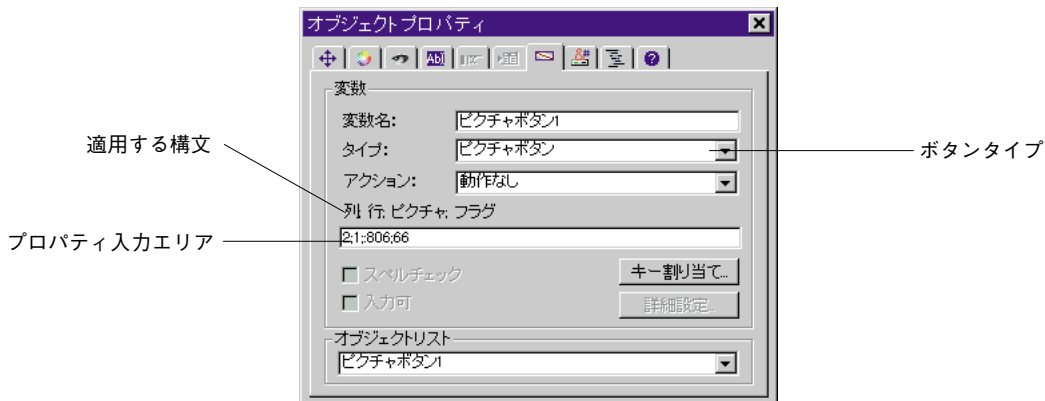 オブジェクトプロパティ
変数
変数名: ピクチャボタン1
適用する構文
タイプ: ピクチャボタン
ボタンタイプ
アクション: 動作なし
列; 行; ピクチャ; フラグ
プロパティ入力エリア
2;1;:806;66
スペルチェック
キー割り当て...
入力可
詳細設定...
オブジェクトリスト
ピクチャボタン1